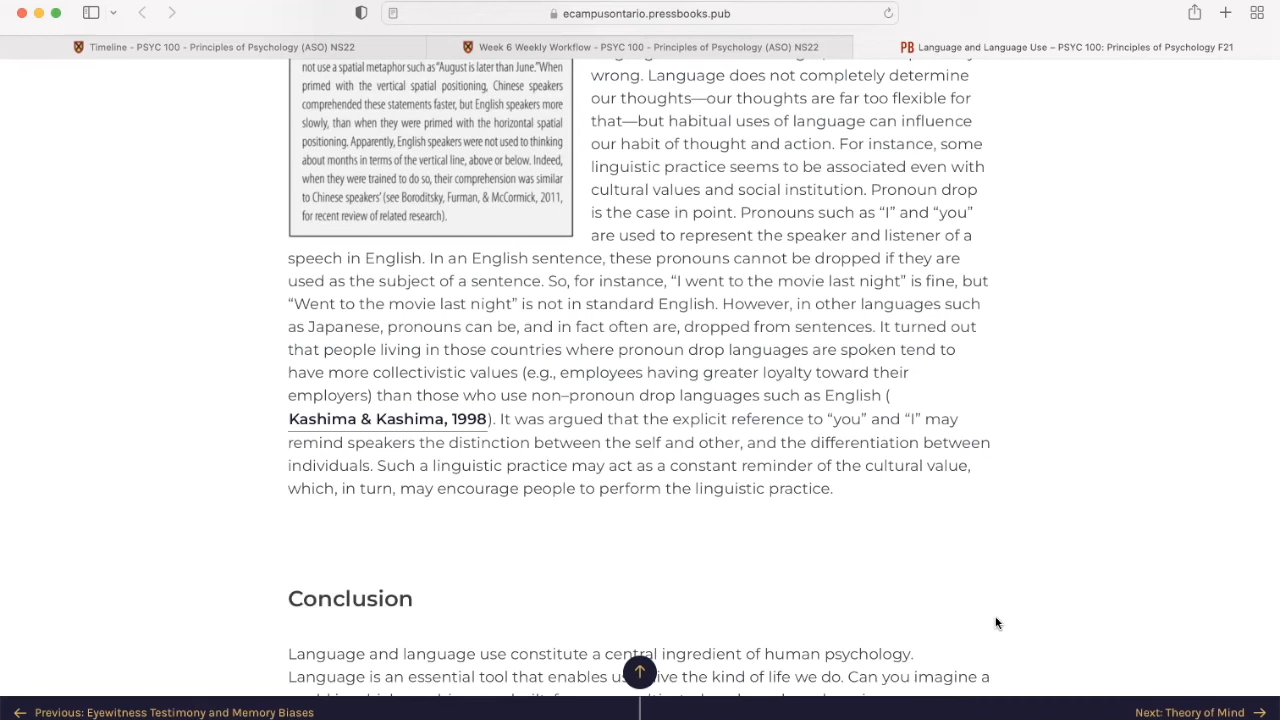 ecampusontario.pressbooks.pub
Timeline - PSYC 100 - Principles of Psychology (ASO) NS22
Week 6 Weekly Workflow - PSYC 100 - Principles of Psychology (ASO) NS22
PB Language and Language Use – PSYC 100: Principles of Psychology F21
not use a spatial metaphor such as “August is later than June.” When
primed with the vertical spatial positioning, Chinese speakers
comprehended these statements faster, but English speakers more
slowly, than when they were primed with the horizontal spatial
positioning. Apparently, English speakers were not used to thinking
about months in terms of the vertical line, above or below. Indeed,
when they were trained to do so, their comprehension was similar
to Chinese speakers’ (see Boroditsky, Furman, & McCormick, 2011,
for recent review of related research).
wrong. Language does not completely determine
our thoughts—our thoughts are far too flexible for
that—but habitual uses of language can influence
our habit of thought and action. For instance, some
linguistic practice seems to be associated even with
cultural values and social institution. Pronoun drop
is the case in point. Pronouns such as “I” and “you”
are used to represent the speaker and listener of a
speech in English. In an English sentence, these pronouns cannot be dropped if they are
used as the subject of a sentence. So, for instance, “I went to the movie last night” is fine, but
“Went to the movie last night” is not in standard English. However, in other languages such
as Japanese, pronouns can be, and in fact often are, dropped from sentences. It turned out
that people living in those countries where pronoun drop languages are spoken tend to
have more collectivistic values (e.g., employees having greater loyalty toward their
employers) than those who use non–pronoun drop languages such as English (
Kashima & Kashima, 1998). It was argued that the explicit reference to “you” and “I” may
remind speakers the distinction between the self and other, and the differentiation between
individuals. Such a linguistic practice may act as a constant reminder of the cultural value,
which, in turn, may encourage people to perform the linguistic practice.
Conclusion
Language and language use constitute a central ingredient of human psychology.
Language is an essential tool that enables us live the kind of life we do. Can you imagine a
← Previous: Eyewitness Testimony and Memory Biases
Next: Theory of Mind →